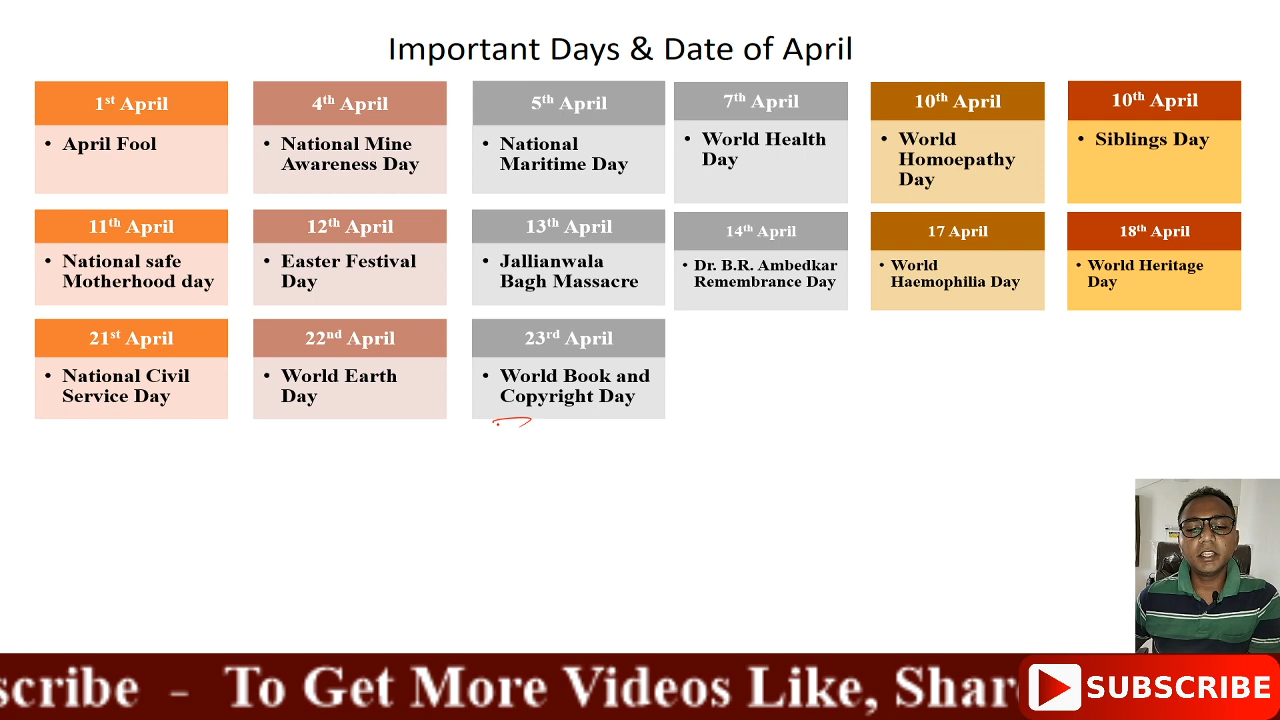 Important Days & Date of April
1st April
• April Fool
4th April
• National Mine
Awareness Day
5th April
• National
Maritime Day
7th April
• World Health
Day
10th April
• World
Homoepathy
Day
10th April
• Siblings Day
11th April
• National safe
Motherhood day
12th April
• Easter Festival
Day
13th April
• Jallianwala
Bagh Massacre
14th April
• Dr. B.R. Ambedkar
Remembrance Day
17 April
• World
Haemophilia Day
18th April
• World Heritage
Day
21st April
• National Civil
Service Day
22nd April
• World Earth
Day
23rd April
• World Book and
Copyright Day
scribe - To Get More Videos Like, Shar
SUBSCRIBE